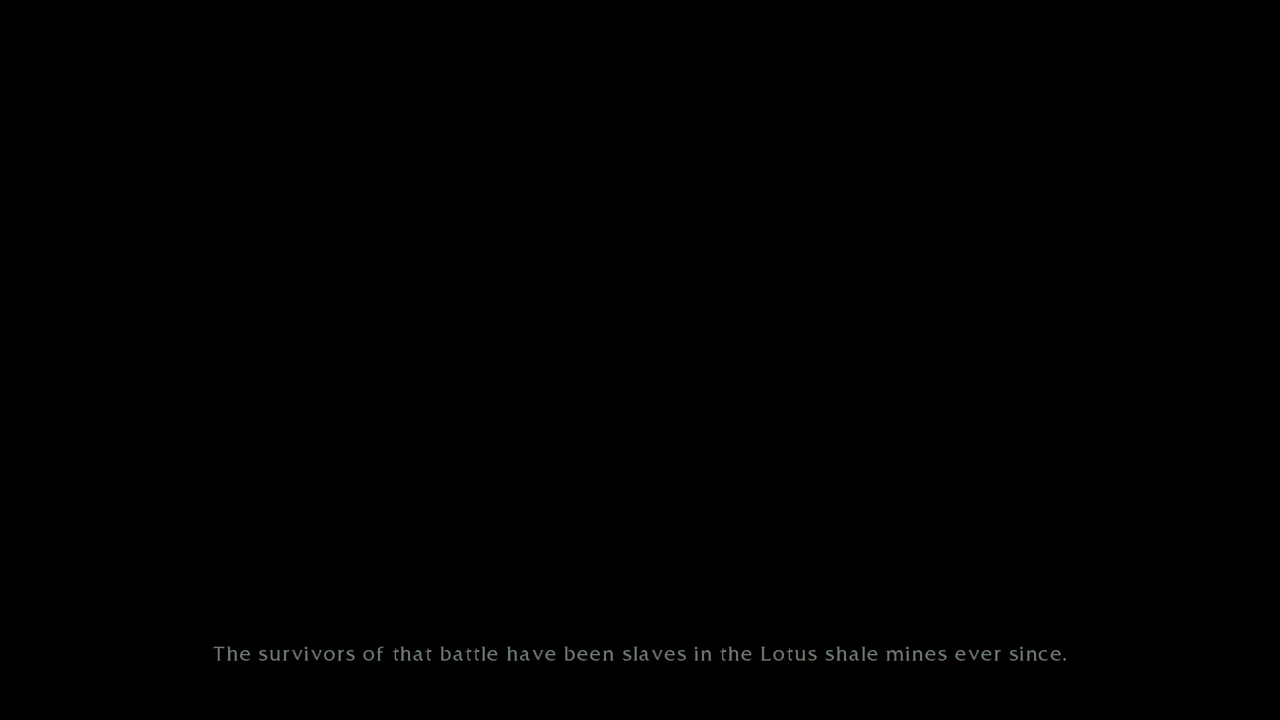 The survivors of that battle have been slaves in the Lotus shale mines ever since.